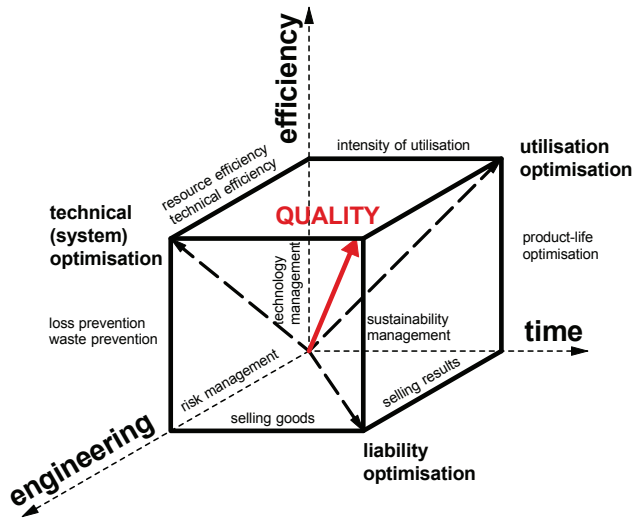 efficiency
intensity of utilisation
utilisation
optimisation
resource efficiency
technical efficiency
technical
(system)
optimisation
QUALITY
product-life
optimisation
technology
management
loss prevention
waste prevention
sustainability
management
time
risk management
selling results
selling goods
engineering
liability
optimisation